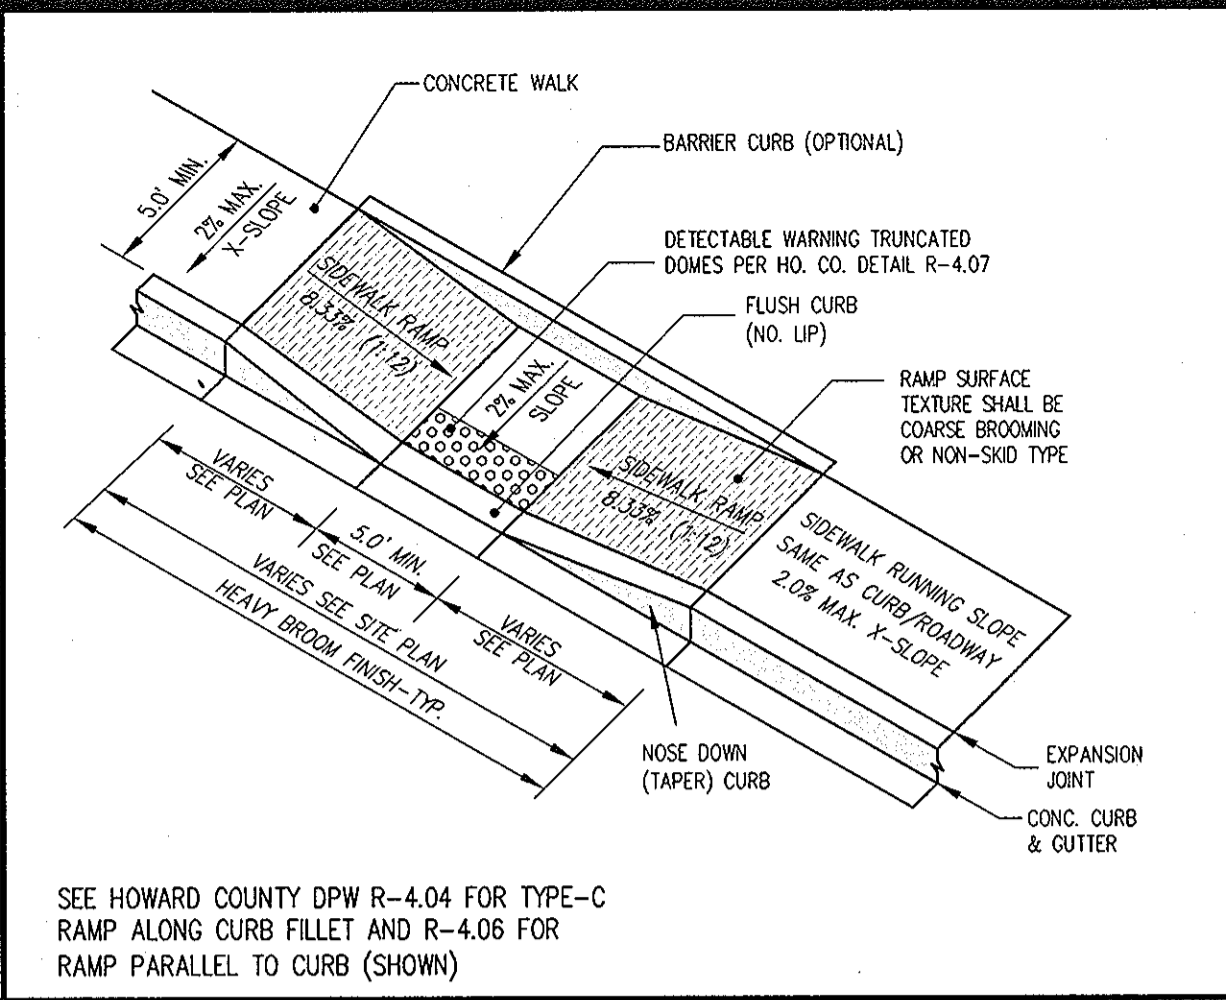 CONCRETE WALK
BARRIER CURB (OPTIONAL)
5.0' MIN.
2% MAX.
X-SLOPE
DETECTABLE WARNING TRUNCATED
DOMES PER HO. CO. DETAIL R-4.07
FLUSH CURB
(NO. LIP)
SIDEWALK RAMP
8.33% (1:12)
2% MAX.
SLOPE
RAMP SURFACE
TEXTURE SHALL BE
COARSE BROOMING
OR NON-SKID TYPE
SIDEWALK RAMP
8.33% (1:12)
SIDEWALK RUNNING SLOPE
SAME AS CURB/ROADWAY
2.0% MAX. X-SLOPE
VARIES
SEE PLAN
5.0' MIN.
SEE PLAN
VARIES
SEE PLAN
VARIES SEE SITE PLAN
HEAVY BROOM FINISH-TYP.
NOSE DOWN
(TAPER) CURB
EXPANSION
JOINT
CONC. CURB
& GUTTER
SEE HOWARD COUNTY DPW R-4.04 FOR TYPE-C
RAMP ALONG CURB FILLET AND R-4.06 FOR
RAMP PARALLEL TO CURB (SHOWN)